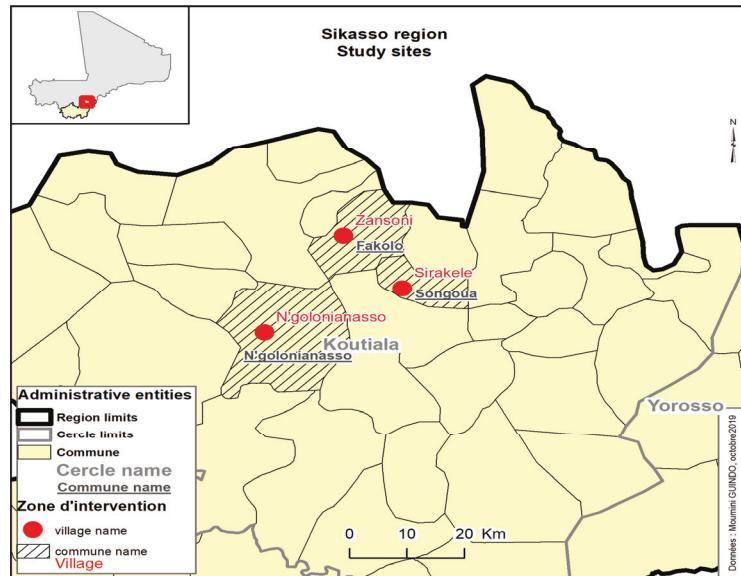 Sikasso region
Study sites
N
Zansoni
Fakolo
Sirakele
Songoua
N'golonianasso
N'golonianasso
Koutiala
Yorosso
Administrative entities
Region limits
Cercle limits
Commune
Cercle name
Commune name
Zone d'intervention
village name
commune name
Village
0 10 20 Km
Données : Moumini GUINDO, octobre2019